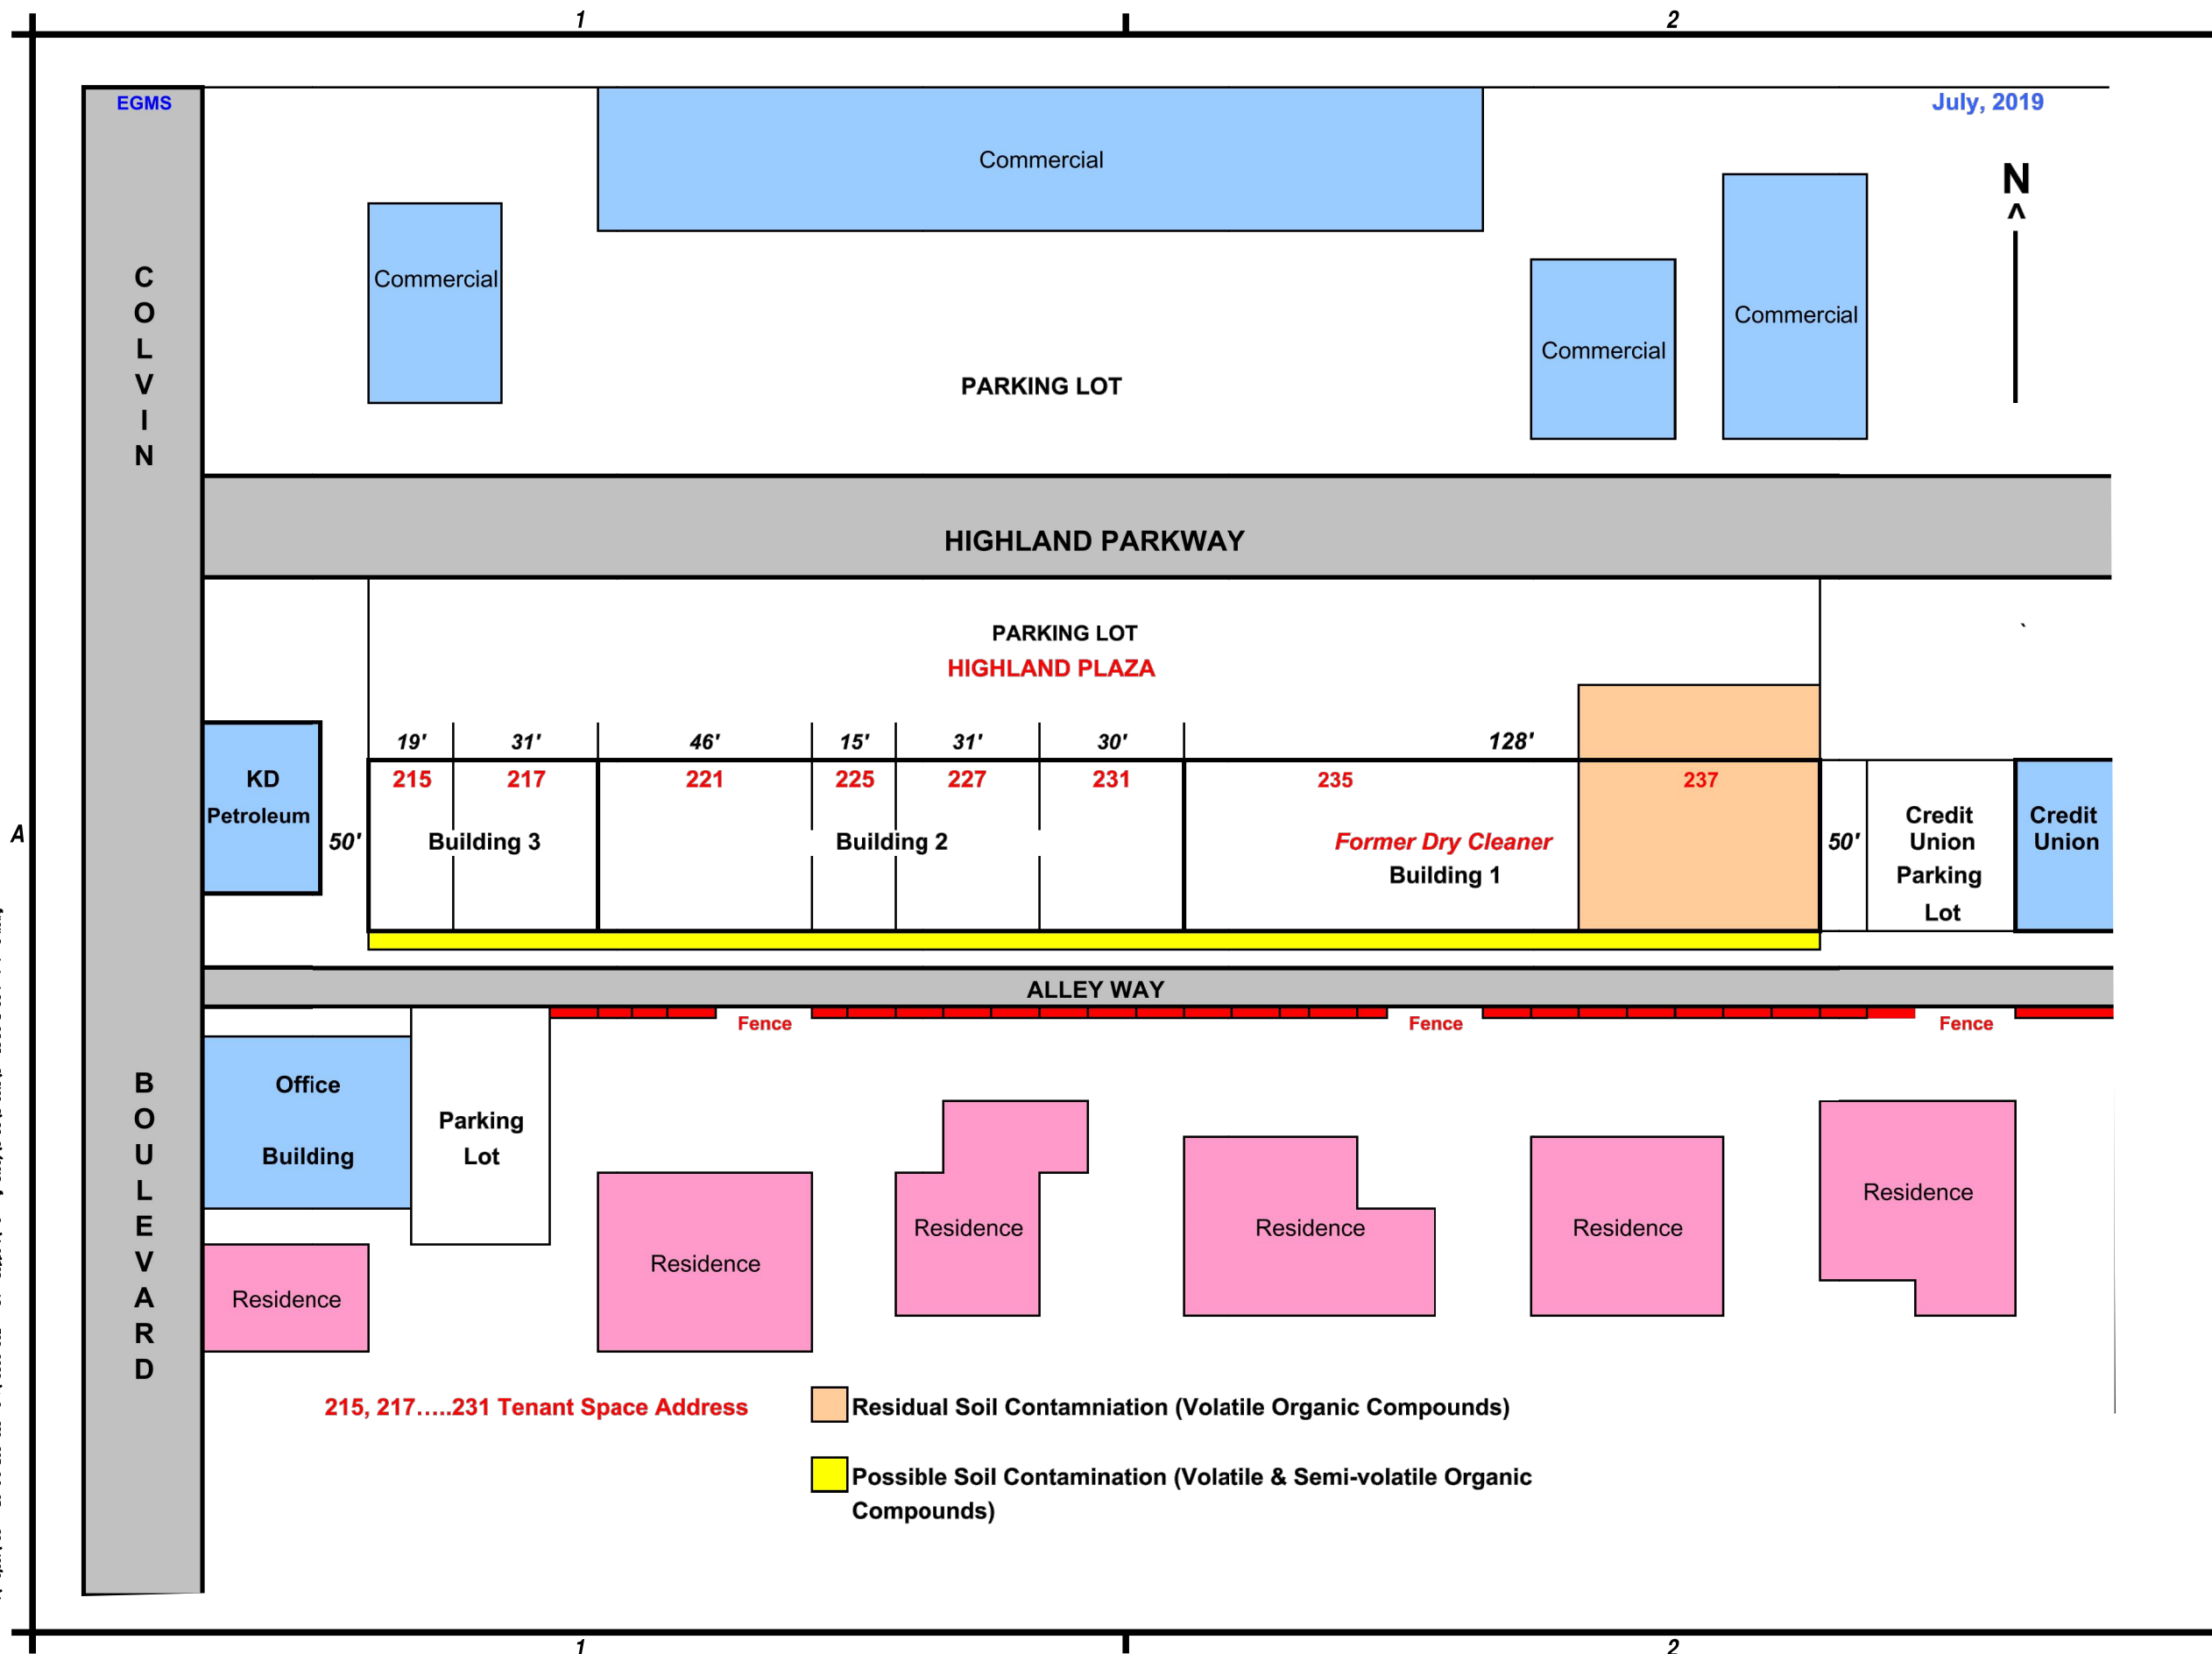 1
2
EGMS
July, 2019
Commercial
N
^
Commercial
Commercial
Commercial
COLVIN
PARKING LOT
HIGHLAND PARKWAY
PARKING LOT
HIGHLAND PLAZA
19'
31'
46'
15'
31'
30'
128'
KD
Petroleum
215
217
221
225
227
231
235
237
A
50'
Building 3
Building 2
Former Dry Cleaner
Building 1
50'
Credit
Union
Parking
Lot
Credit
Union
ALLEY WAY
Fence
Fence
Fence
BOULEVARD
Office
Building
Parking
Lot
Residence
Residence
Residence
Residence
Residence
Residence
215, 217.....231 Tenant Space Address
Residual Soil Contamniation (Volatile Organic Compounds)
Possible Soil Contamination (Volatile & Semi-volatile Organic
Compounds)
1
2